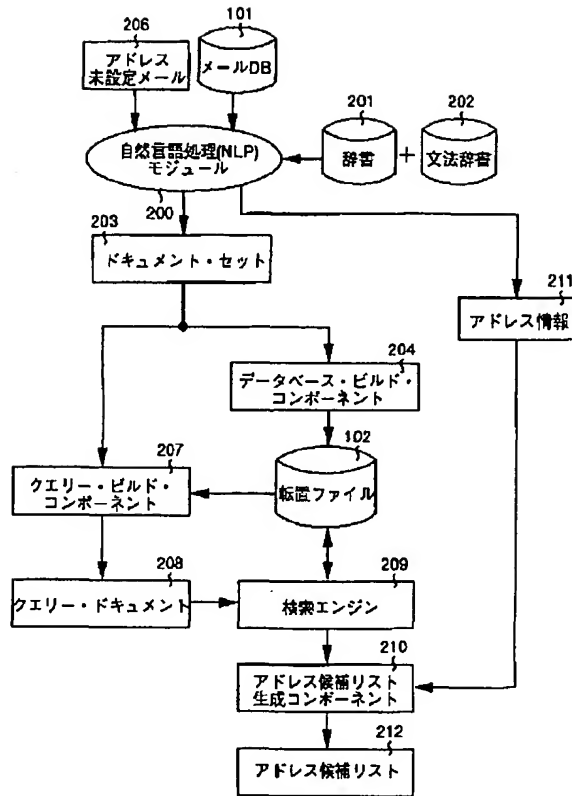 206
101
アドレス
未設定メール
メールDB
201
202
自然言語処理(NLP)
モジュール
辞書
+
文法辞書
200
203
ドキュメント・セット
211
アドレス情報
204
データベース・ビルド・
コンポーネント
102
207
転置ファイル
クエリー・ビルド・
コンポーネント
208
209
クエリー・ドキュメント
検索エンジン
210
アドレス候補リスト
生成コンポーネント
212
アドレス候補リスト